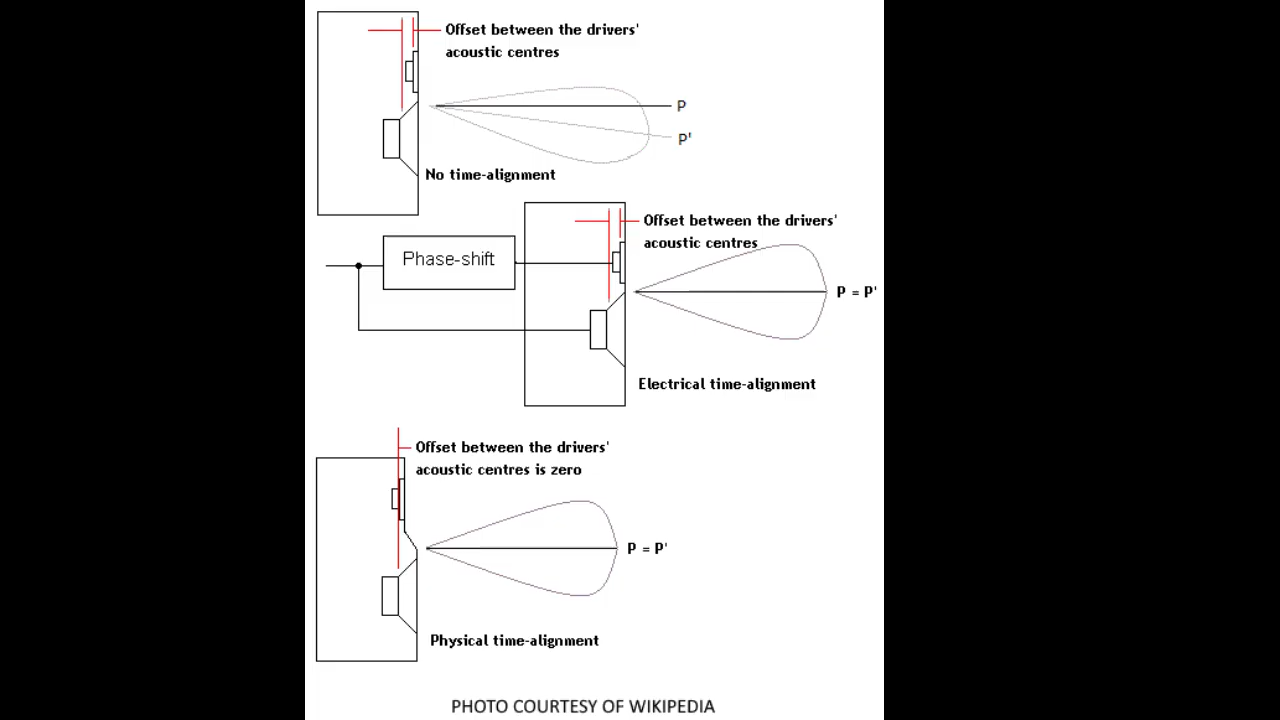 Offset between the drivers'
acoustic centres
P
P'
No time-alignment
Offset between the drivers'
acoustic centres
Phase-shift
P = P'
Electrical time-alignment
Offset between the drivers'
acoustic centres is zero
P = P'
Physical time-alignment
PHOTO COURTESY OF WIKIPEDIA